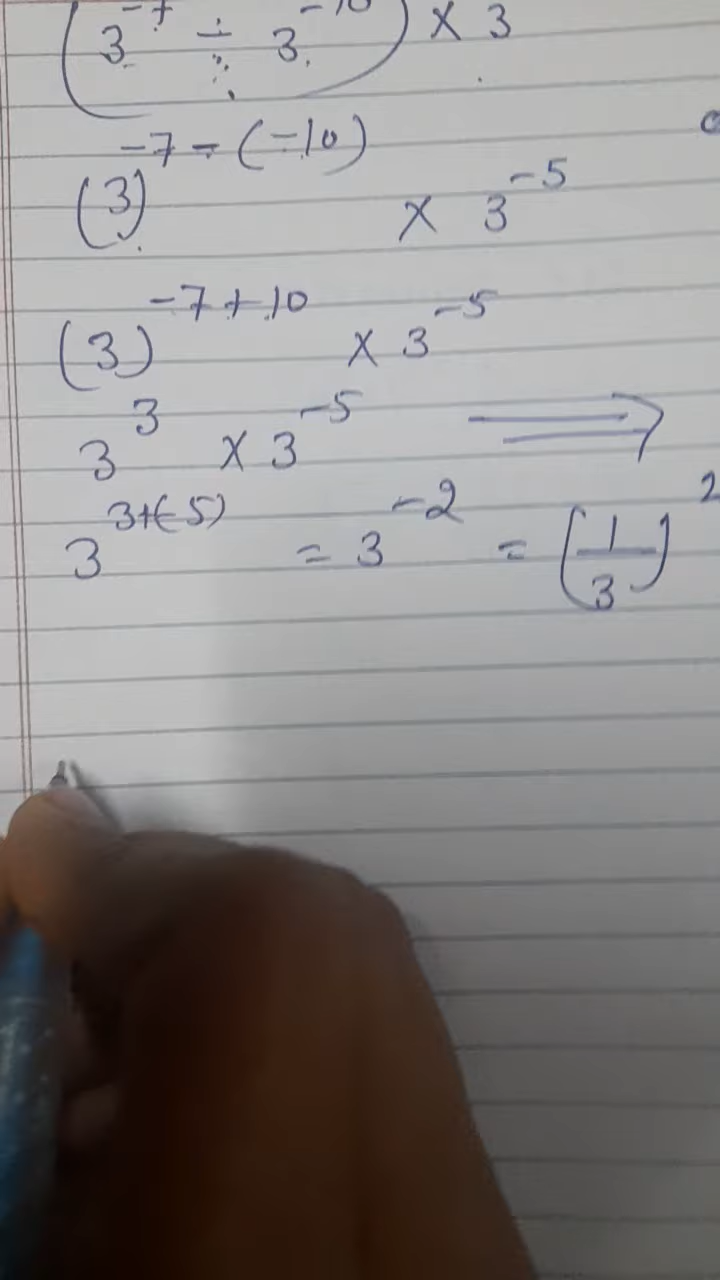 (3^-7 ÷ 3^-10) × 3
(3)^-7-(-10) × 3^-5
(3)^-7+10 × 3^-5
3^3 × 3^-5 ⟹
3^3+(-5) = 3^-2 = (1/3)^2